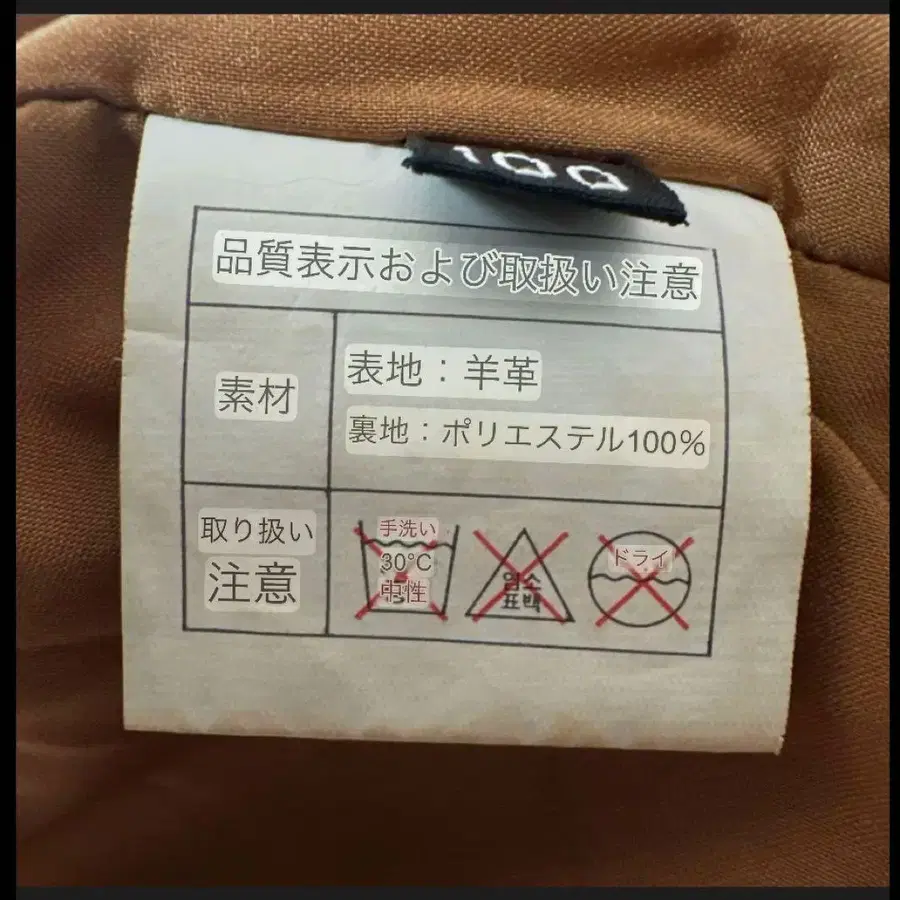 100
品質表示および取扱い注意
素材
表地：羊革
裏地：ポリエステル100%
取り扱い
注意
手洗い
30°C
中性
염소
표백
ドライ